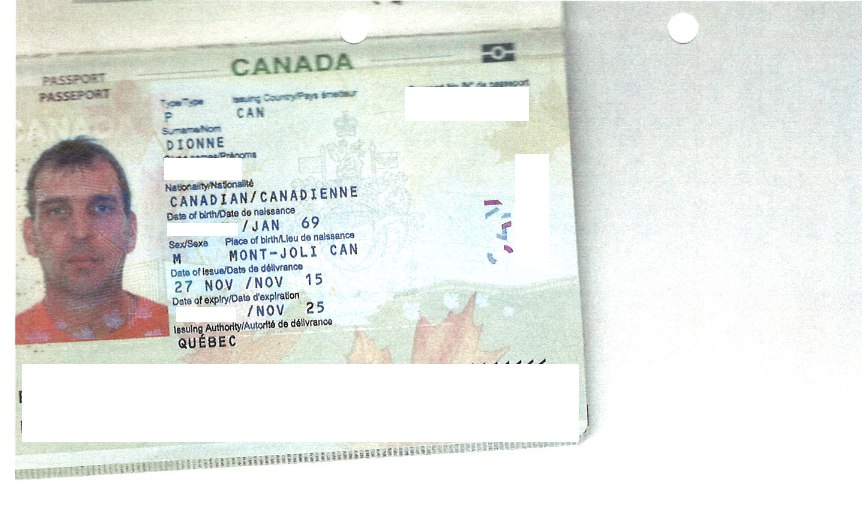 CANADA
PASSPORT
PASSEPORT
Type/Type Issuing Country/Pays émetteur
P CAN
Surname/Nom
DIONNE
Nationality/Nationalité
CANADIAN/CANADIENNE
Date of birth/Date de naissance
/JAN 69
Sex/Sexe Place of birth/Lieu de naissance
M MONT-JOLI CAN
Date of issue/Date de délivrance
27 NOV /NOV 15
Date of expiry/Date d'expiration
/NOV 25
Issuing Authority/Autorité de délivrance
QUÉBEC